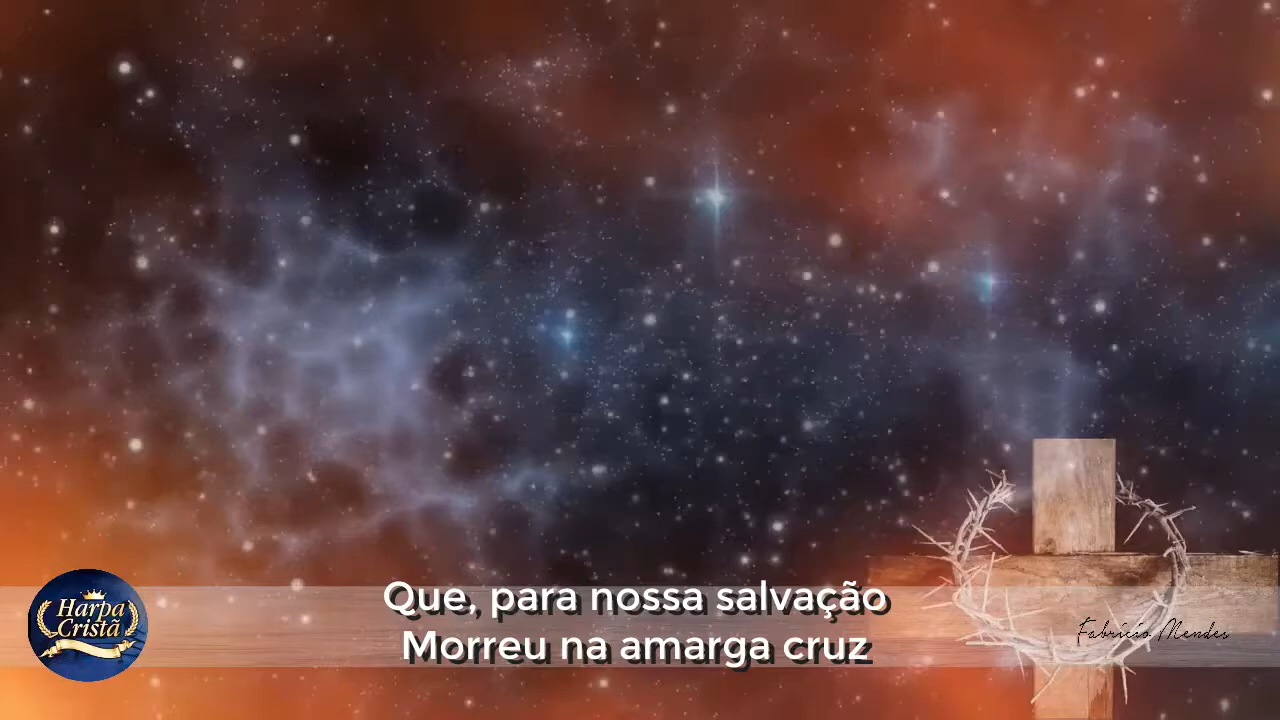 Que, para nossa salvação
Morreu na amarga cruz
Harpa
Cristã
Fabrício Mendes